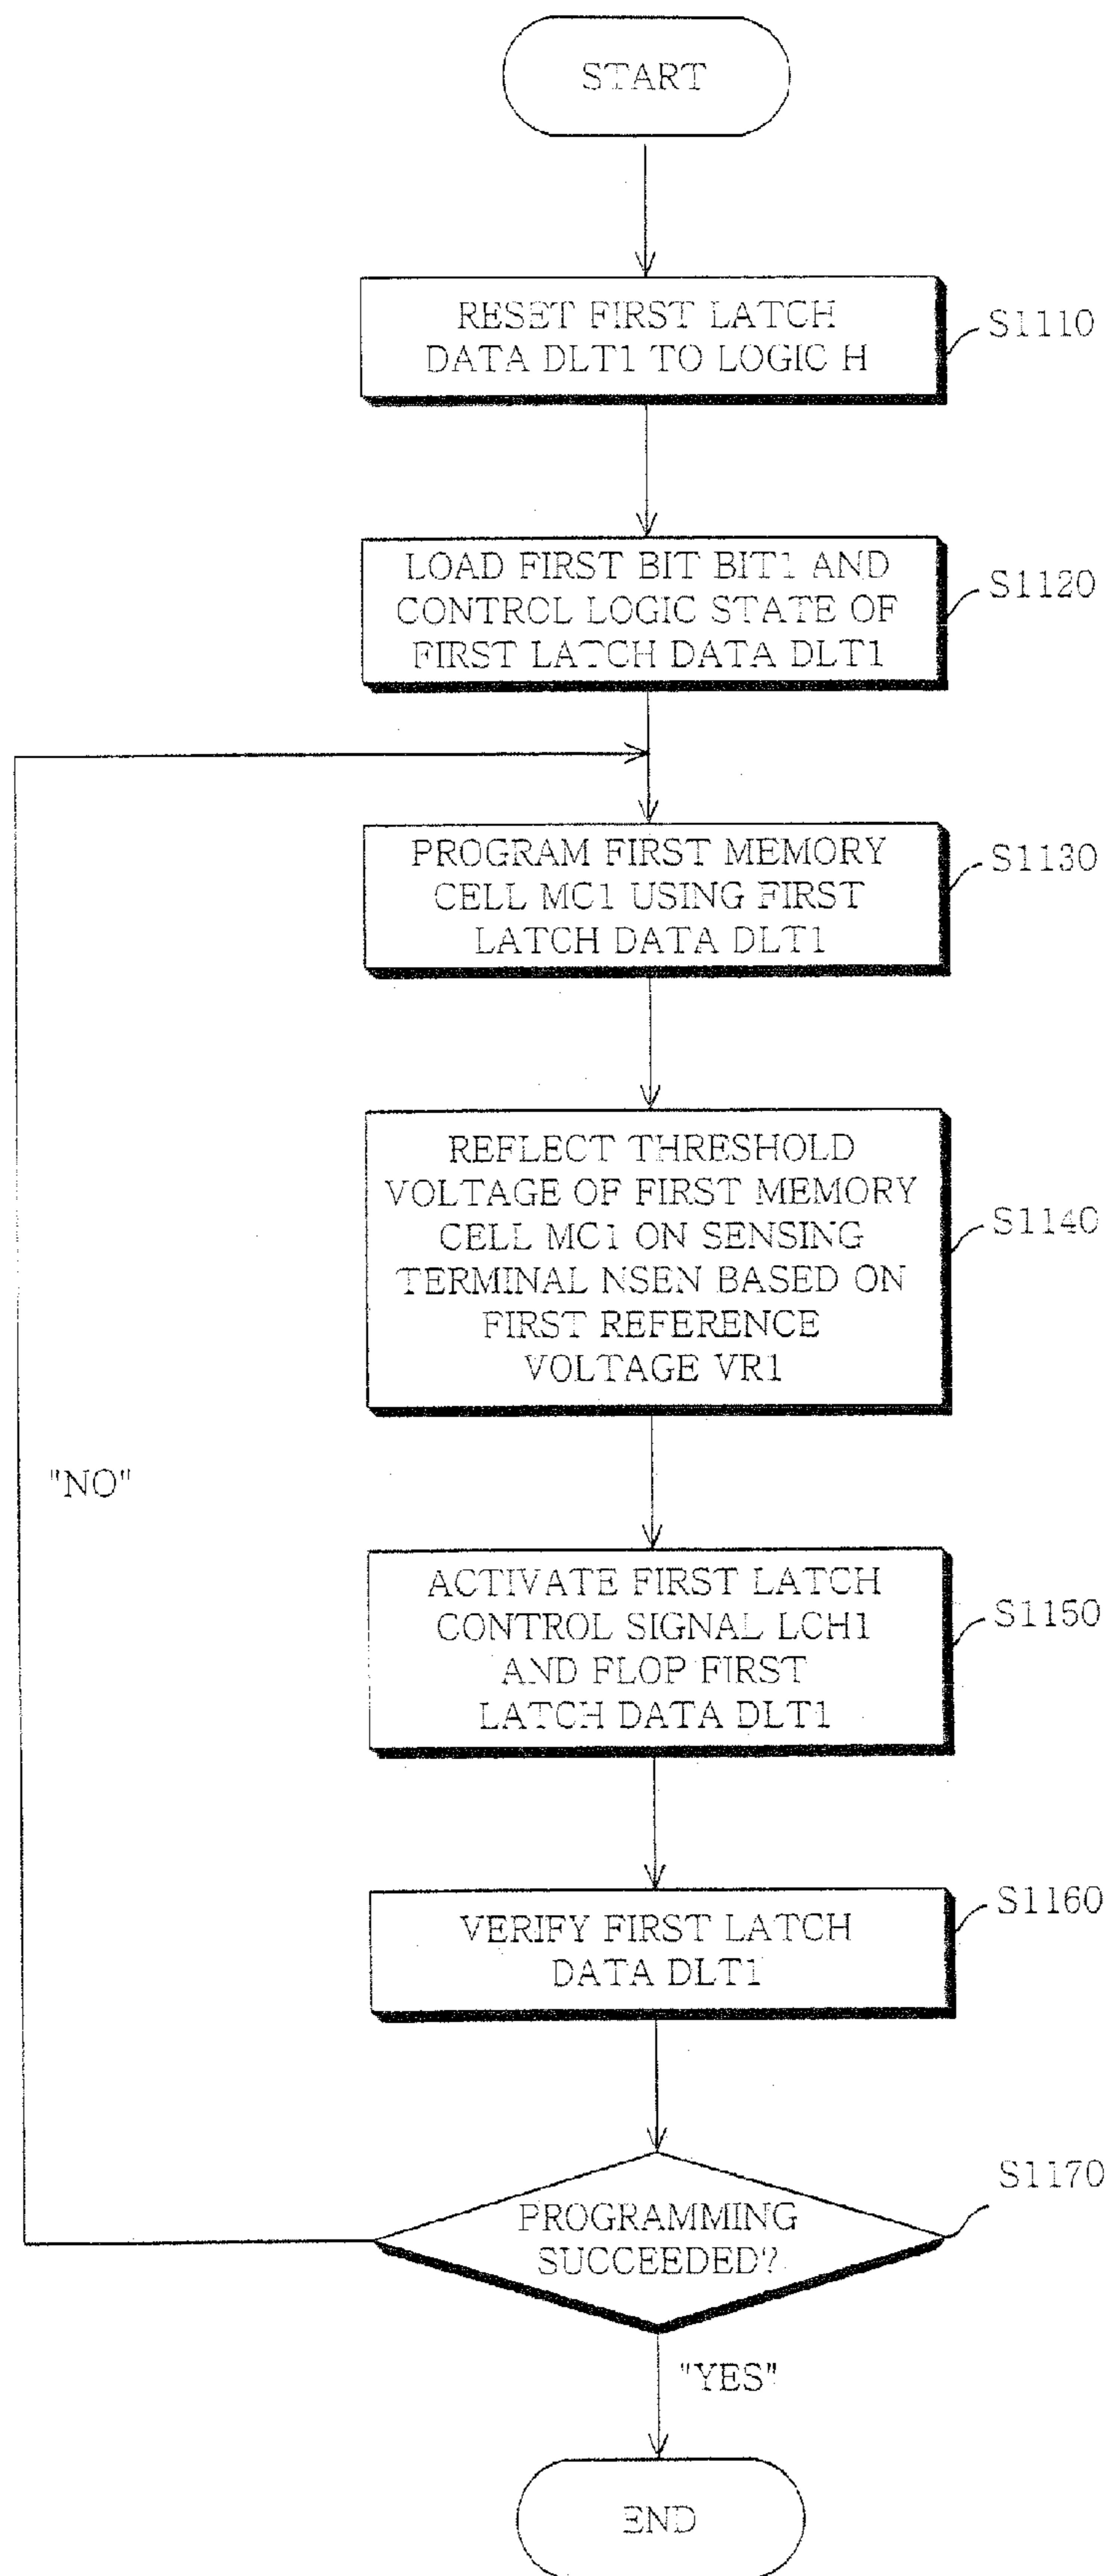 START
RESET FIRST LATCH
DATA DLT1 TO LOGIC H
S1110
LOAD FIRST BIT BIT1 AND
CONTROL LOGIC STATE OF
FIRST LATCH DATA DLT1
S1120
PROGRAM FIRST MEMORY
CELL MC1 USING FIRST
LATCH DATA DLT1
S1130
REFLECT THRESHOLD
VOLTAGE OF FIRST MEMORY
CELL MC1 ON SENSING
TERMINAL NSEN BASED ON
FIRST REFERENCE
VOLTAGE VR1
S1140
"NO"
ACTIVATE FIRST LATCH
CONTROL SIGNAL LCH1
AND FLOP FIRST
LATCH DATA DLT1
S1150
VERIFY FIRST LATCH
DATA DLT1
S1160
PROGRAMMING
SUCCEEDED?
S1170
"YES"
END